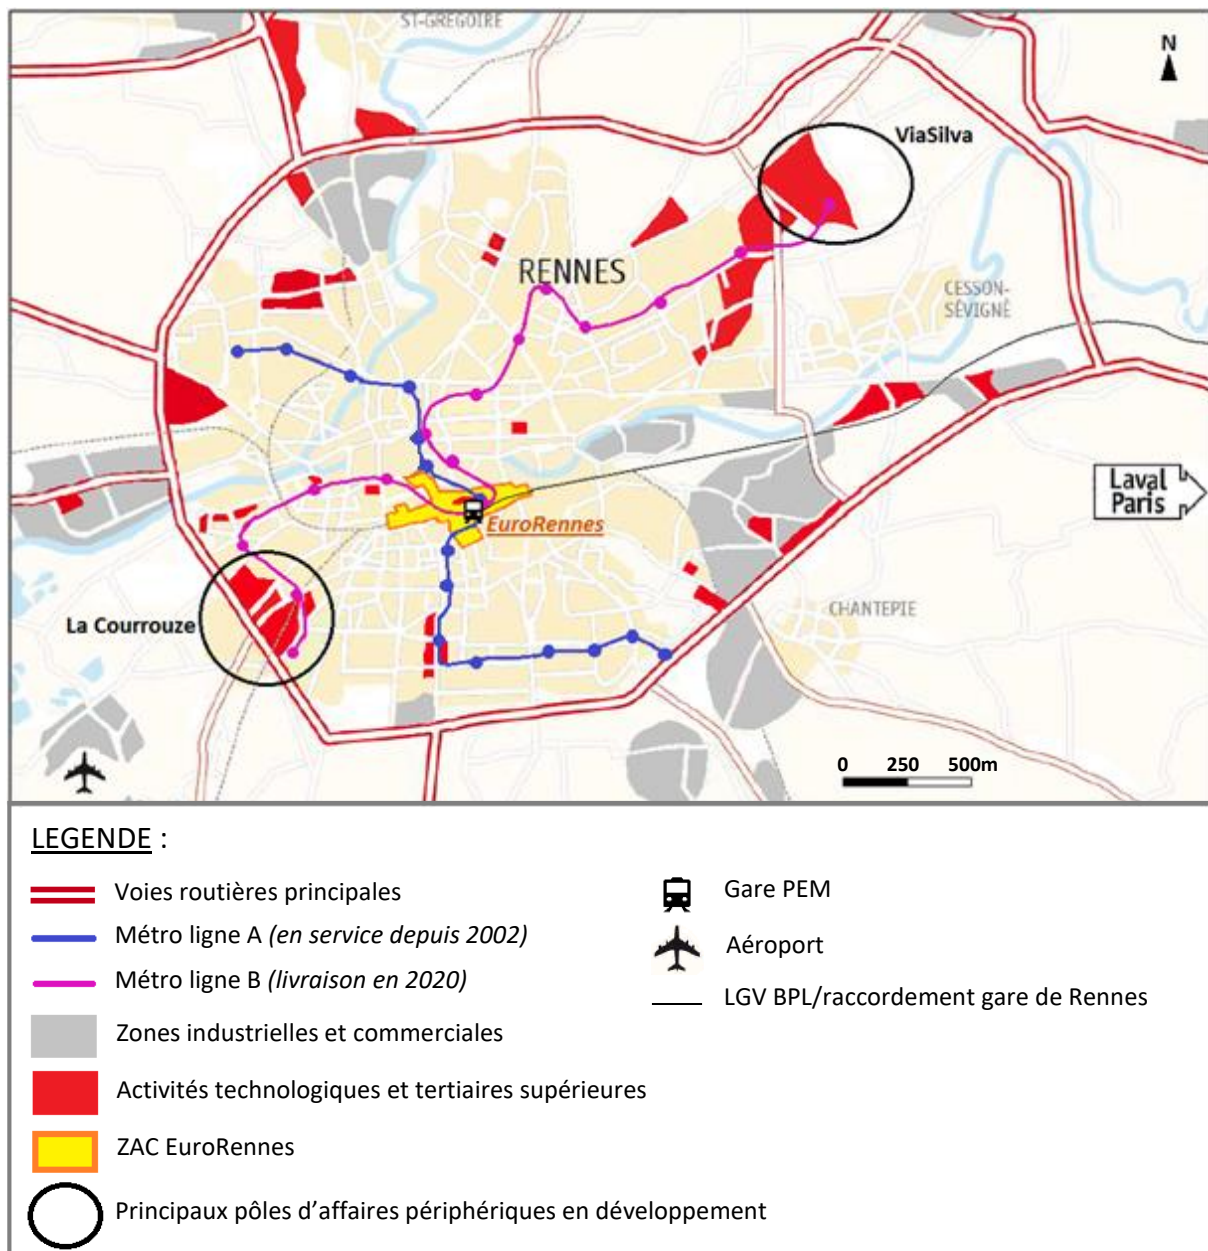 ST-GREGOIRE
N
ViaSilva
RENNES
CESSON-
SÉVIGNÉ
Laval
Paris
EuroRennes
CHANTEPIE
La Courrouze
0 250 500m
LEGENDE :
Voies routières principales
Métro ligne A (en service depuis 2002)
Métro ligne B (livraison en 2020)
Zones industrielles et commerciales
Activités technologiques et tertiaires supérieures
ZAC EuroRennes
Principaux pôles d’affaires périphériques en développement
Gare PEM
Aéroport
LGV BPL/raccordement gare de Rennes